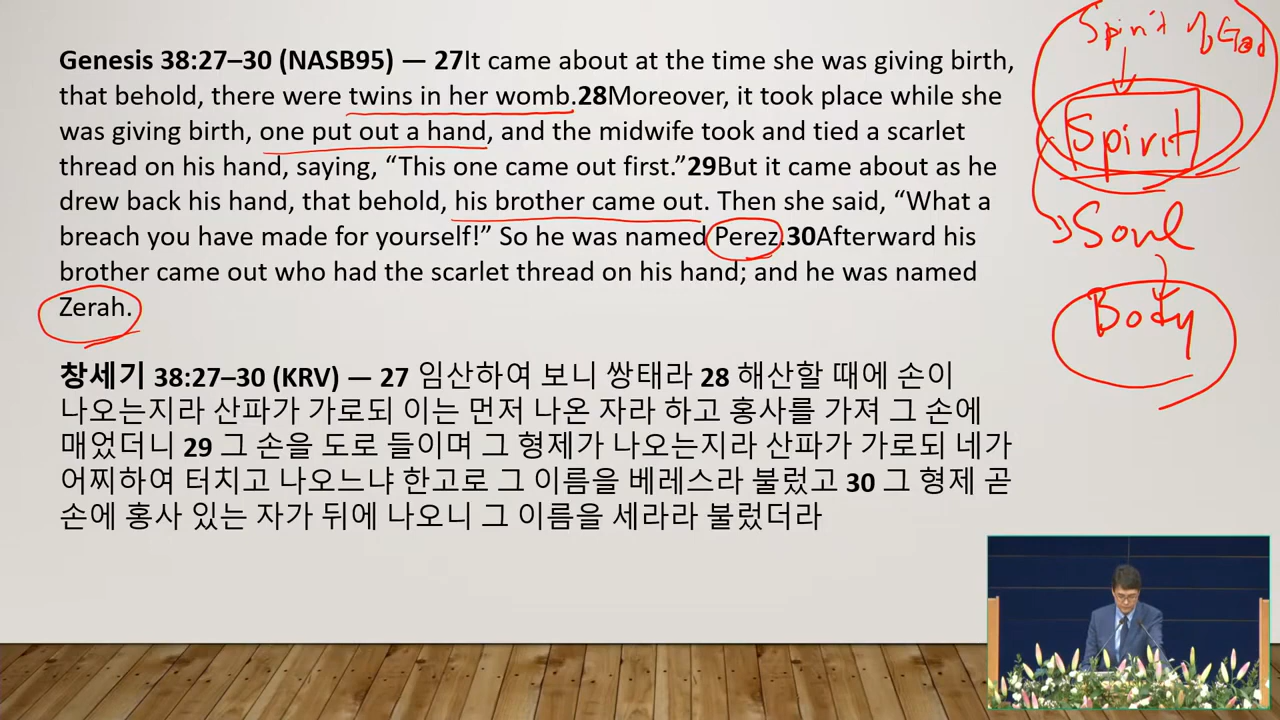 Genesis 38:27–30 (NASB95) — 27It came about at the time she was giving birth,
that behold, there were twins in her womb.28Moreover, it took place while she
was giving birth, one put out a hand, and the midwife took and tied a scarlet
thread on his hand, saying, “This one came out first.”29But it came about as he
drew back his hand, that behold, his brother came out. Then she said, “What a
breach you have made for yourself!” So he was named Perez.30Afterward his
brother came out who had the scarlet thread on his hand; and he was named
Zerah.
창세기 38:27–30 (KRV) — 27 임산하여 보니 쌍태라 28 해산할 때에 손이
나오는지라 산파가 가로되 이는 먼저 나온 자라 하고 홍사를 가져 그 손에
매었더니 29 그 손을 도로 들이며 그 형제가 나오는지라 산파가 가로되 네가
어찌하여 터치고 나오느냐 한고로 그 이름을 베레스라 불렀고 30 그 형제 곧
손에 홍사 있는 자가 뒤에 나오니 그 이름을 세라라 불렀더라
Spirit of God
Spirit
Soul
Body